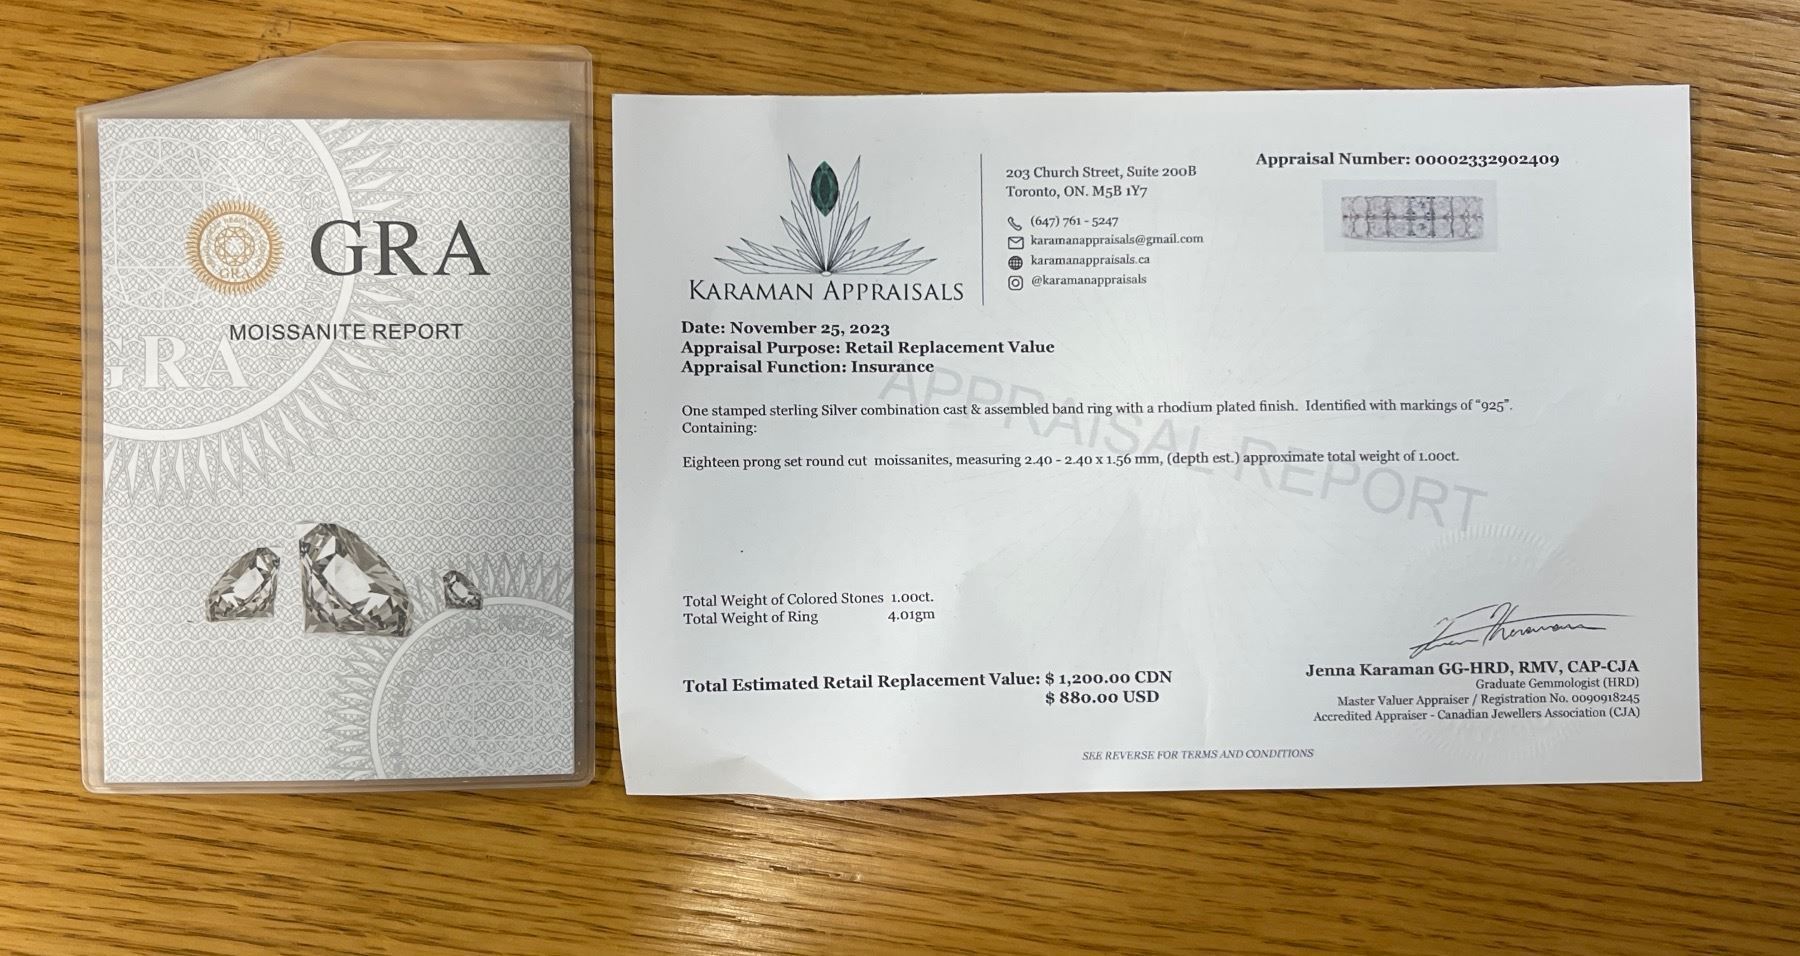 GRA
MOISSANITE REPORT
GRA
GRA
KARAMAN APPRAISALS
203 Church Street, Suite 200B
Toronto, ON. M5B 1Y7
(647) 761 - 5247
karamanappraisals@gmail.com
karamanappraisals.ca
@karamanappraisals
Appraisal Number: 00002332902409
Date: November 25, 2023
Appraisal Purpose: Retail Replacement Value
Appraisal Function: Insurance
APPRAISAL REPORT
One stamped sterling Silver combination cast & assembled band ring with a rhodium plated finish. Identified with markings of “925”.
Containing:
Eighteen prong set round cut moissanites, measuring 2.40 - 2.40 x 1.56 mm, (depth est.) approximate total weight of 1.00ct.
Total Weight of Colored Stones 1.00ct.
Total Weight of Ring 4.01gm
Total Estimated Retail Replacement Value: $ 1,200.00 CDN
$ 880.00 USD
Jenna Karaman GG-HRD, RMV, CAP-CJA
Graduate Gemmologist (HRD)
Master Valuer Appraiser / Registration No. 0090918245
Accredited Appraiser - Canadian Jewellers Association (CJA)
SEE REVERSE FOR TERMS AND CONDITIONS